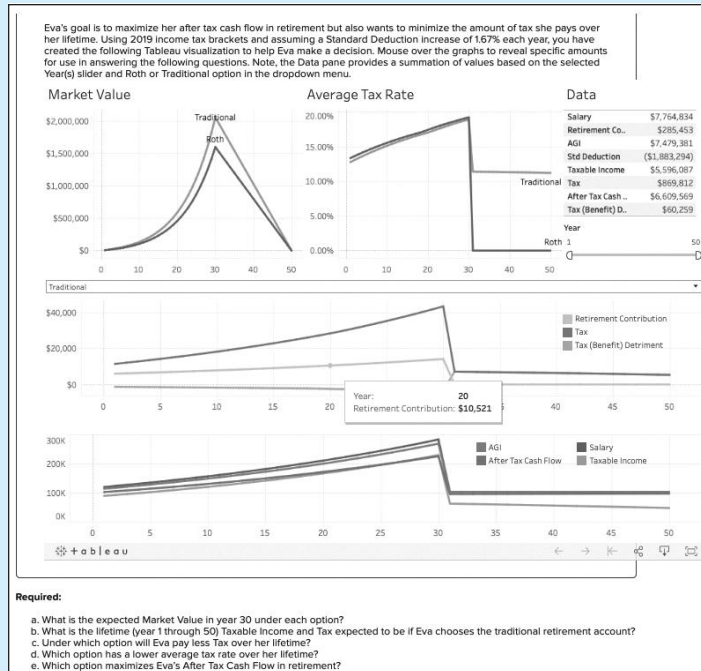 Eva's goal is to maximize her after tax cash flow in retirement but also wants to minimize the amount of tax she pays over
her lifetime. Using 2019 income tax brackets and assuming a Standard Deduction increase of 1.67% each year, you have
created the following Tableau visualization to help Eva make a decision. Mouse over the graphs to reveal specific amounts
for use in answering the following questions. Note, the Data pane provides a summation of values based on the selected
Year(s) slider and Roth or Traditional option in the dropdown menu.
Market Value
Average Tax Rate
Data
$2,000,000
$1,500,000
$1,000,000
$500,000
$0
Traditional
Roth
0 10 20 30 40 50
20.00%
15.00%
10.00%
5.00%
0.00%
Traditional
Roth
0 10 20 30 40 50
Salary $7,764,834
Retirement Co.. $285,453
AGI $7,479,381
Std Deduction ($1,883,294)
Taxable Income $5,596,087
Tax $869,812
After Tax Cash .. $6,609,569
Tax (Benefit) D.. $60,259
Year
1 50
Traditional
$40,000
$20,000
$0
Retirement Contribution
Tax
Tax (Benefit) Detriment
Year: 20
Retirement Contribution: $10,521
0 5 10 15 20 5 40 45 50
300K
200K
100K
0K
AGI
After Tax Cash Flow
Salary
Taxable Income
0 5 10 15 20 25 30 35 40 45 50
+ a b l e a u
Required:
a. What is the expected Market Value in year 30 under each option?
b. What is the lifetime (year 1 through 50) Taxable Income and Tax expected to be if Eva chooses the traditional retirement account?
c. Under which option will Eva pay less Tax over her lifetime?
d. Which option has a lower average tax rate over her lifetime?
e. Which option maximizes Eva's After Tax Cash Flow in retirement?